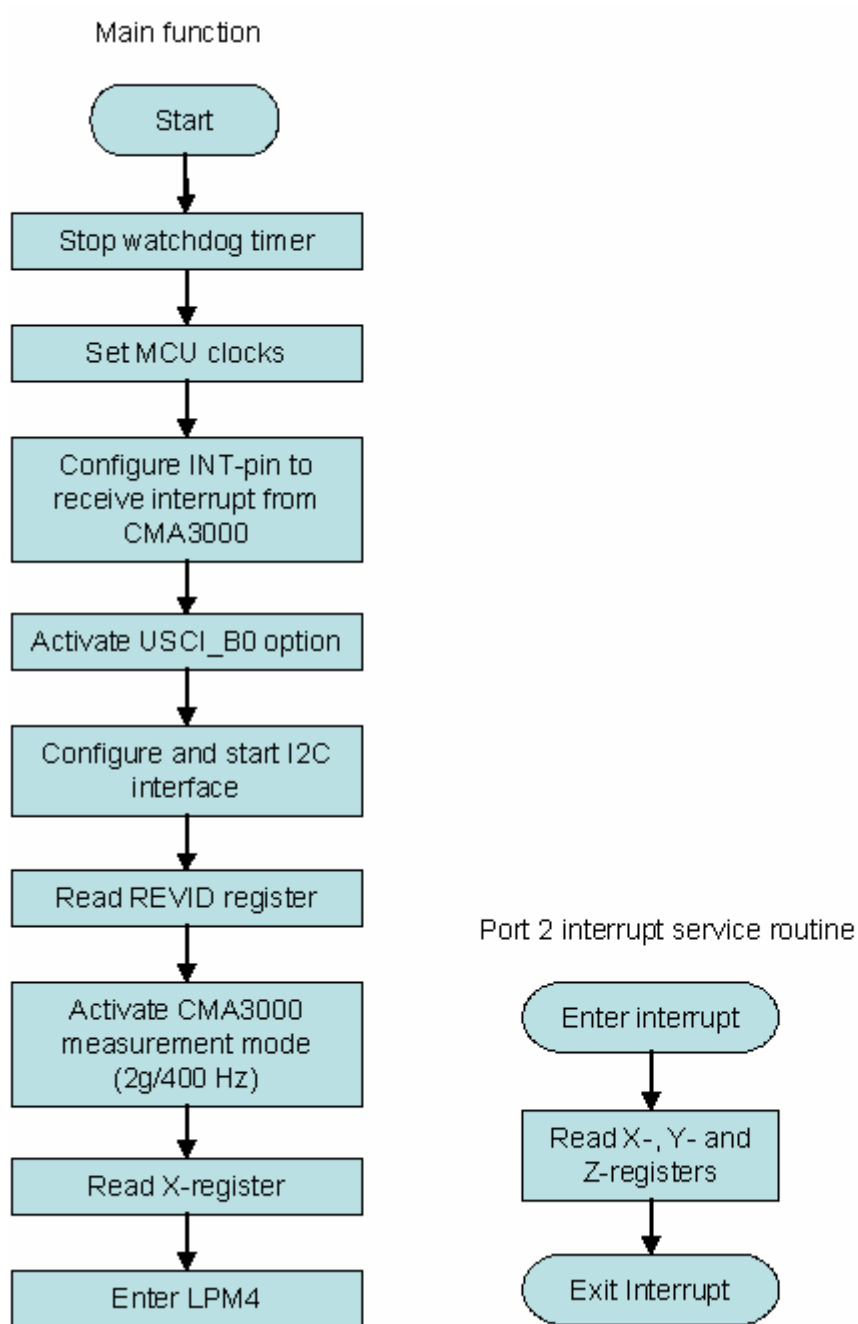 Main function
Start
Stop watchdog timer
Set MCU clocks
Configure INT-pin to
receive interrupt from
CMA3000
Activate USCI_B0 option
Configure and start I2C
interface
Read REVID register
Activate CMA3000
measurement mode
(2g/400 Hz)
Read X-register
Enter LPM4
Port 2 interrupt service routine
Enter interrupt
Read X-, Y- and
Z-registers
Exit Interrupt